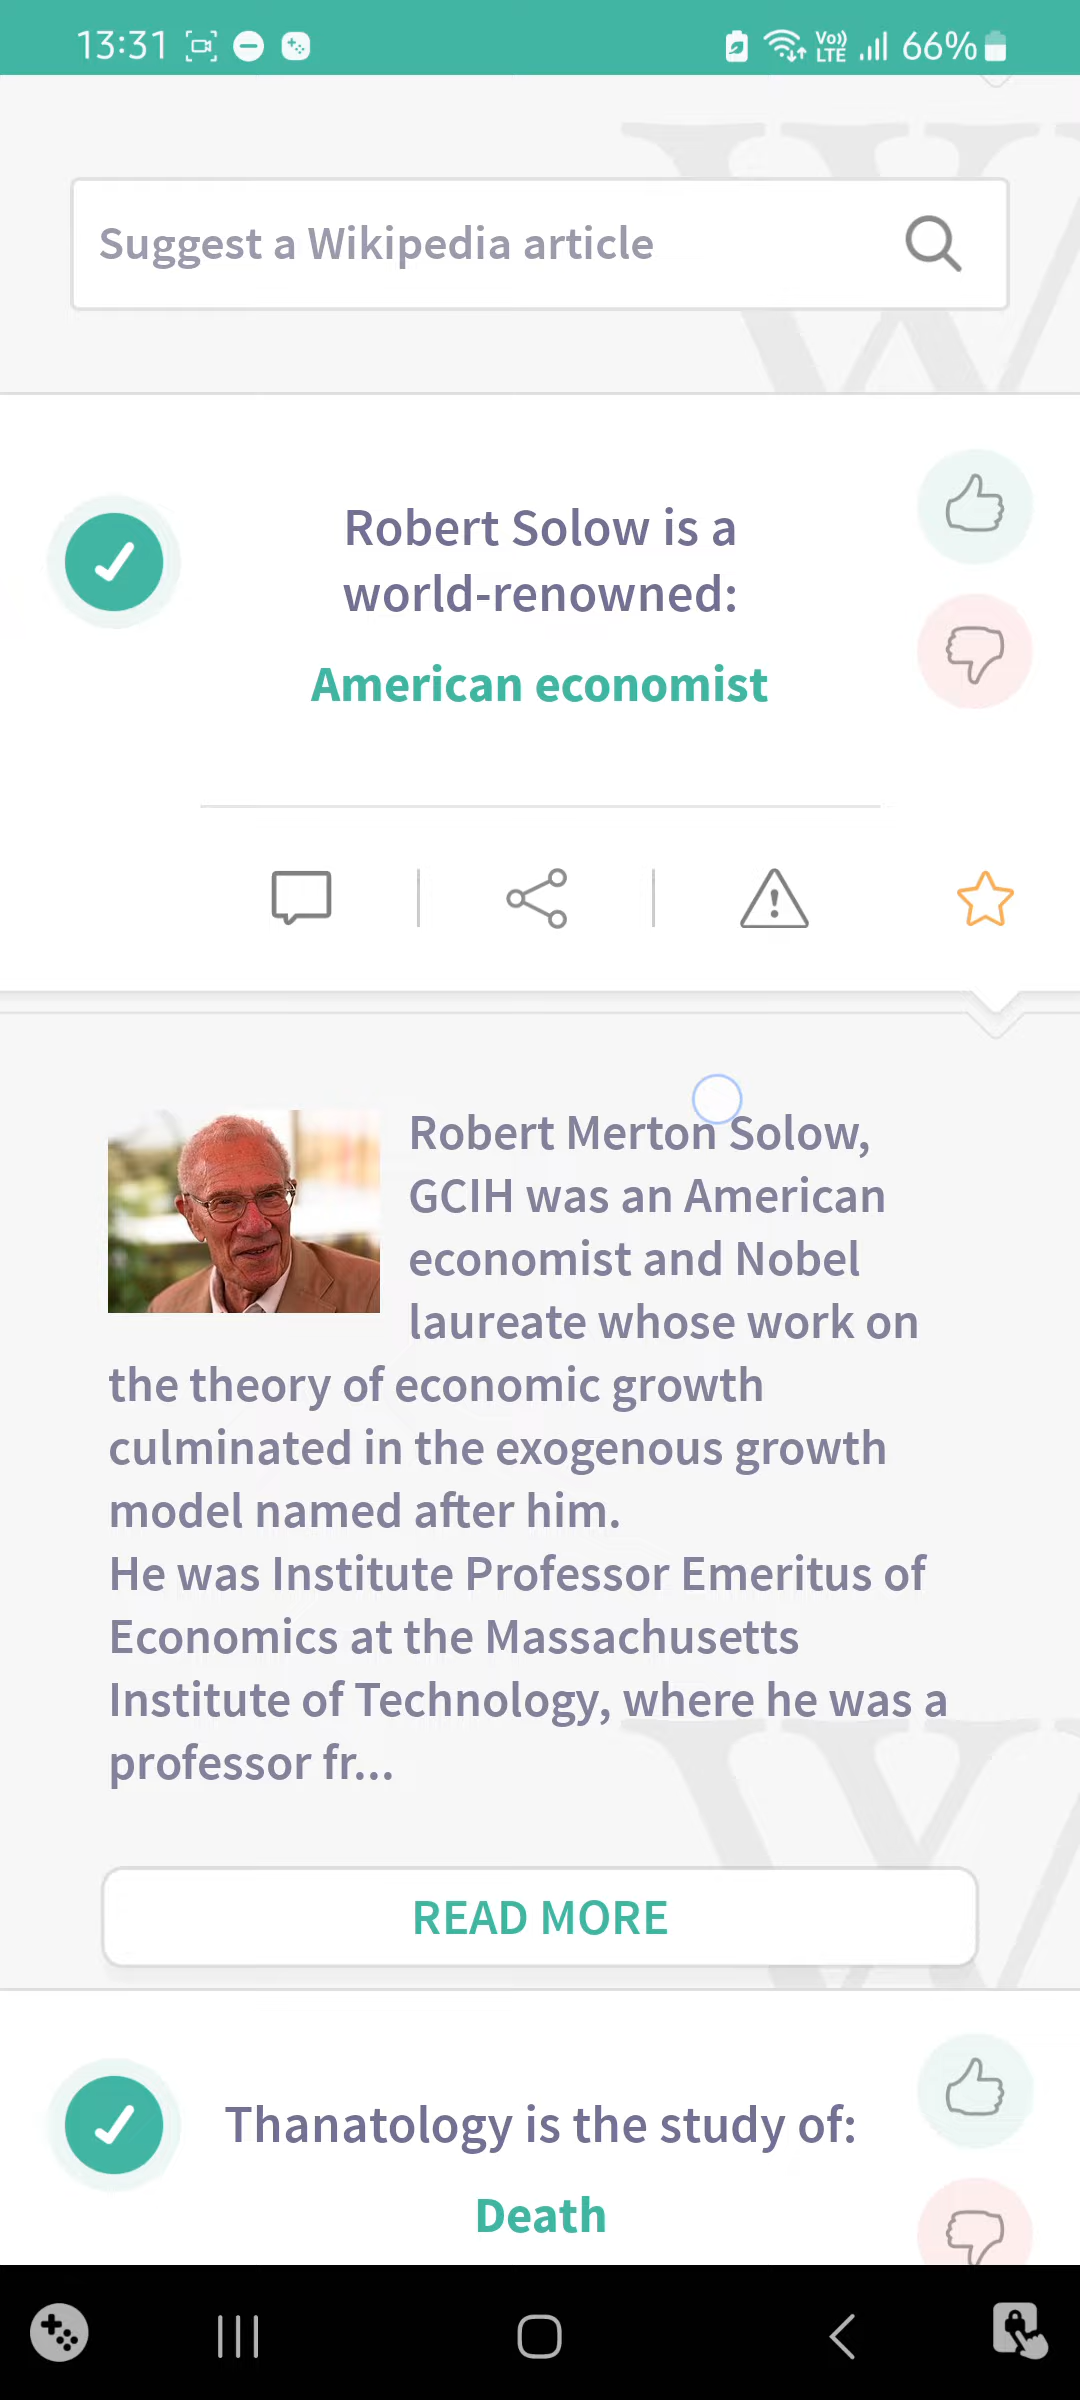 13:31
Vo)) LTE 66%
Suggest a Wikipedia article
Robert Solow is a
world-renowned:
American economist
Robert Merton Solow,
GCIH was an American
economist and Nobel
laureate whose work on
the theory of economic growth
culminated in the exogenous growth
model named after him.
He was Institute Professor Emeritus of
Economics at the Massachusetts
Institute of Technology, where he was a
professor fr...
READ MORE
Thanatology is the study of:
Death